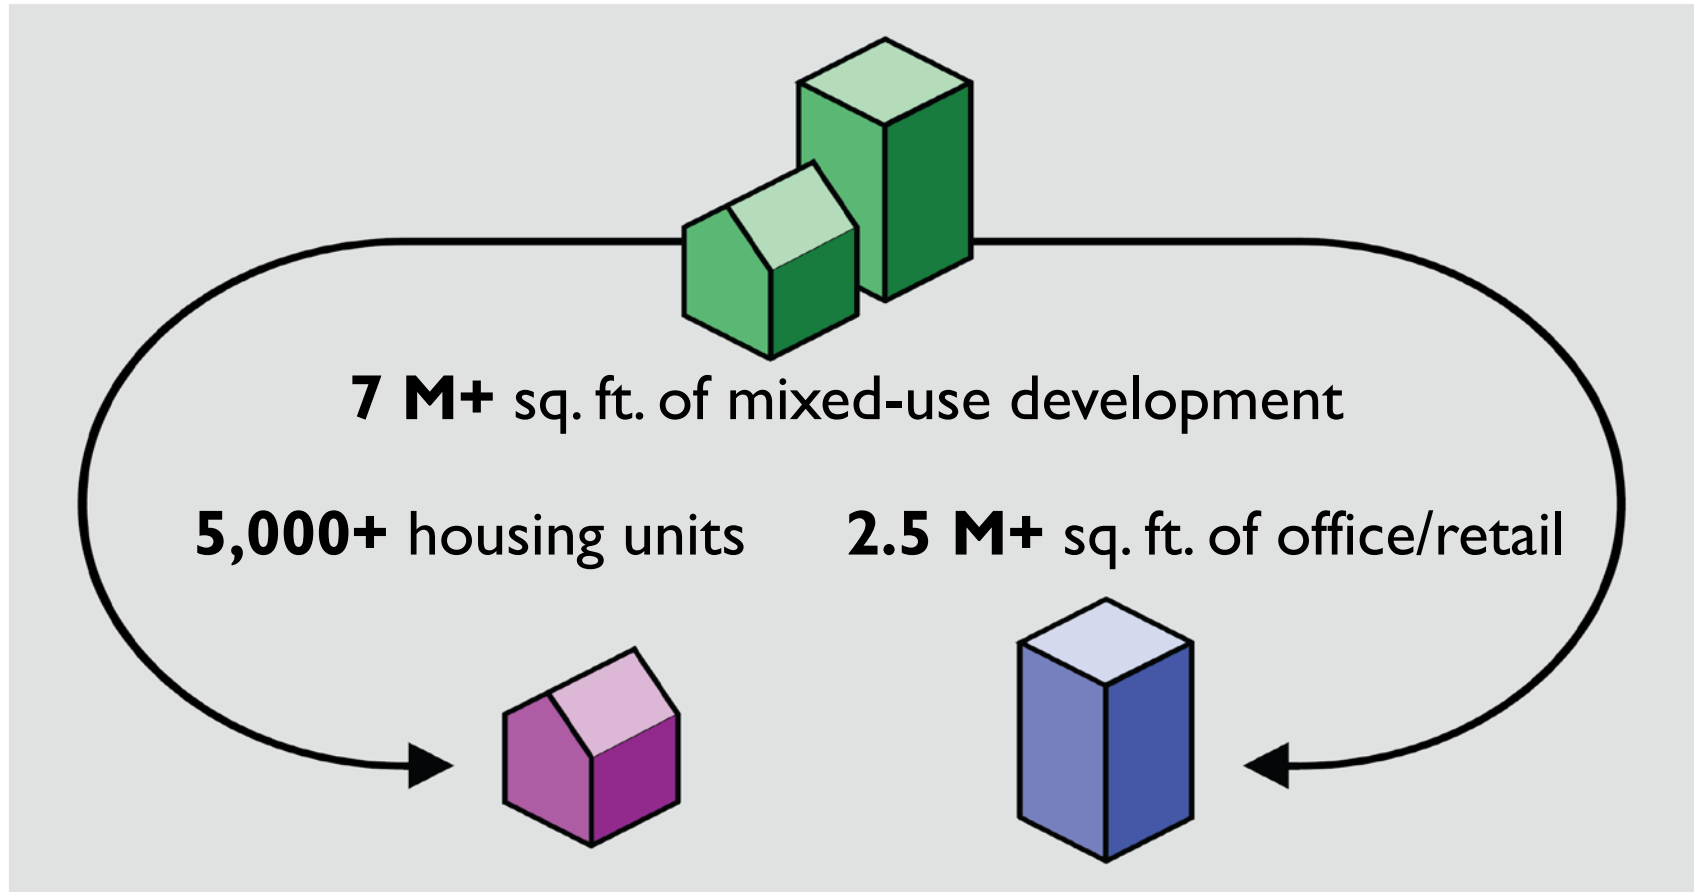 7 M+ sq. ft. of mixed-use development
5,000+ housing units
2.5 M+ sq. ft. of office/retail